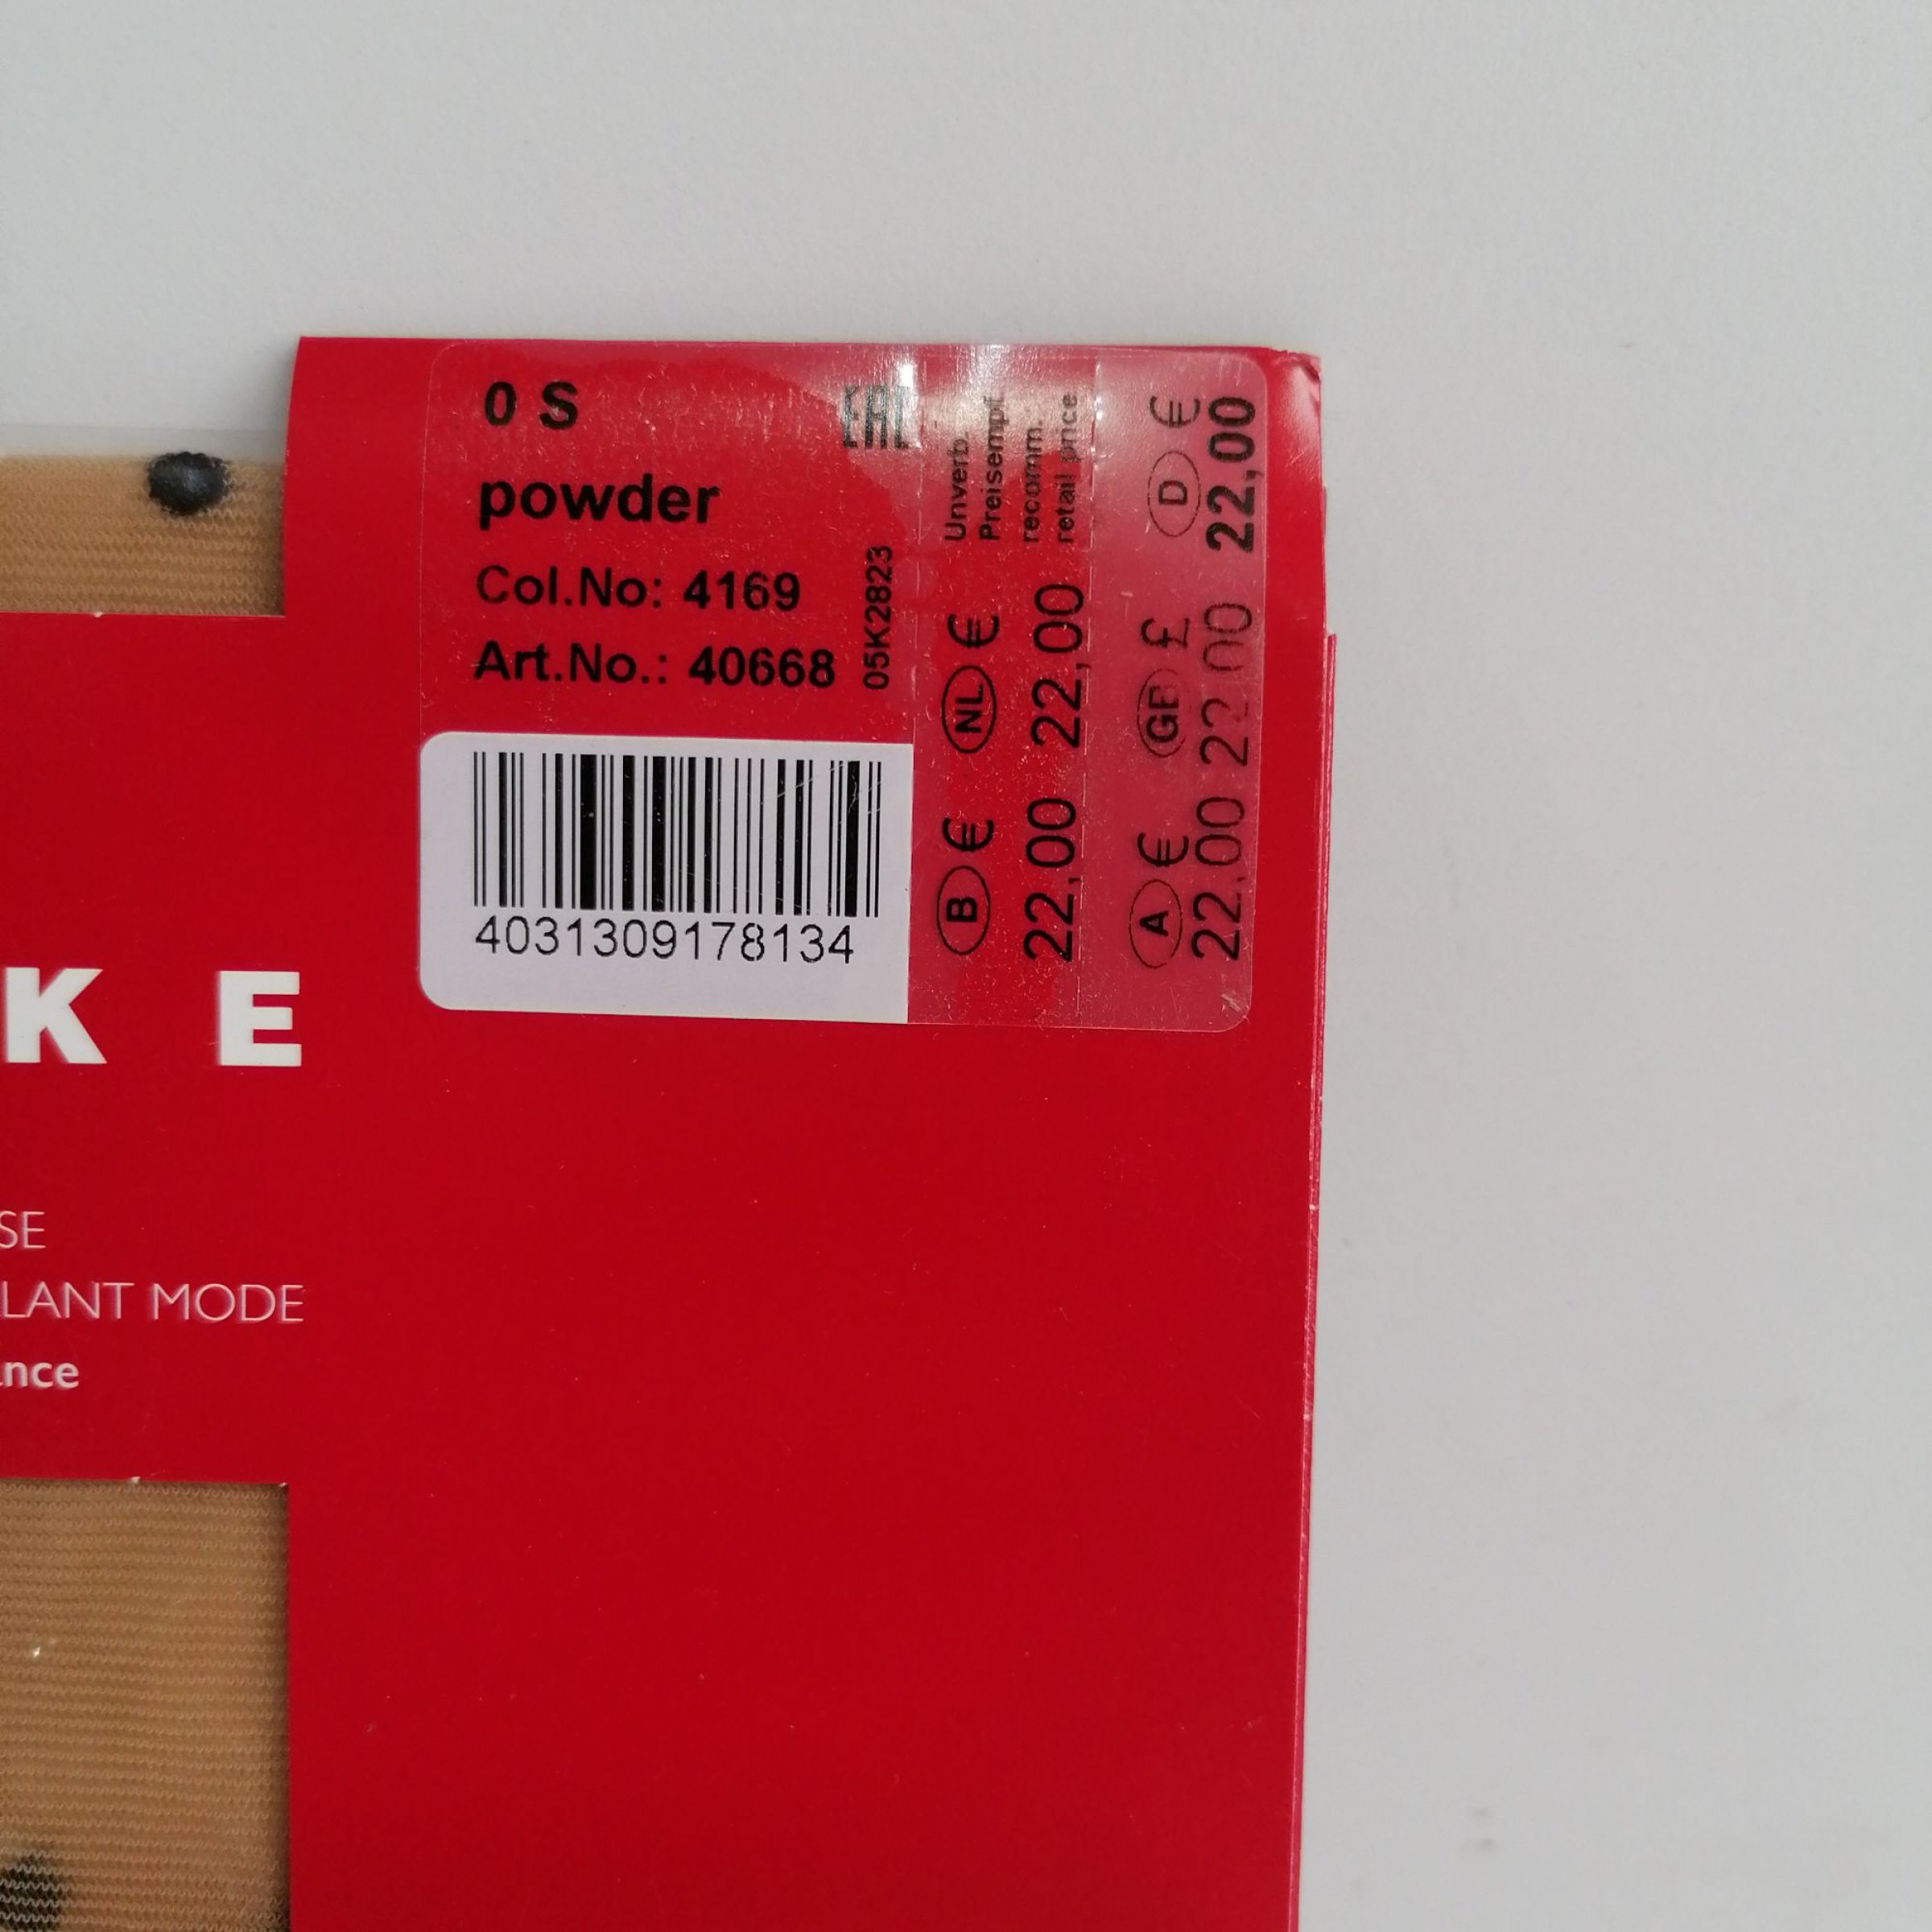 0 S
EAC
powder
Col.No: 4169
Art.No.: 40668
05K2823
4031309178134
Unverb.
Preisempf.
recomm.
retail price
B € NL €
22,00 22,00
A € GB £ D €
22,00 22,00 22,00
K E
SE
LANT MODE
nce